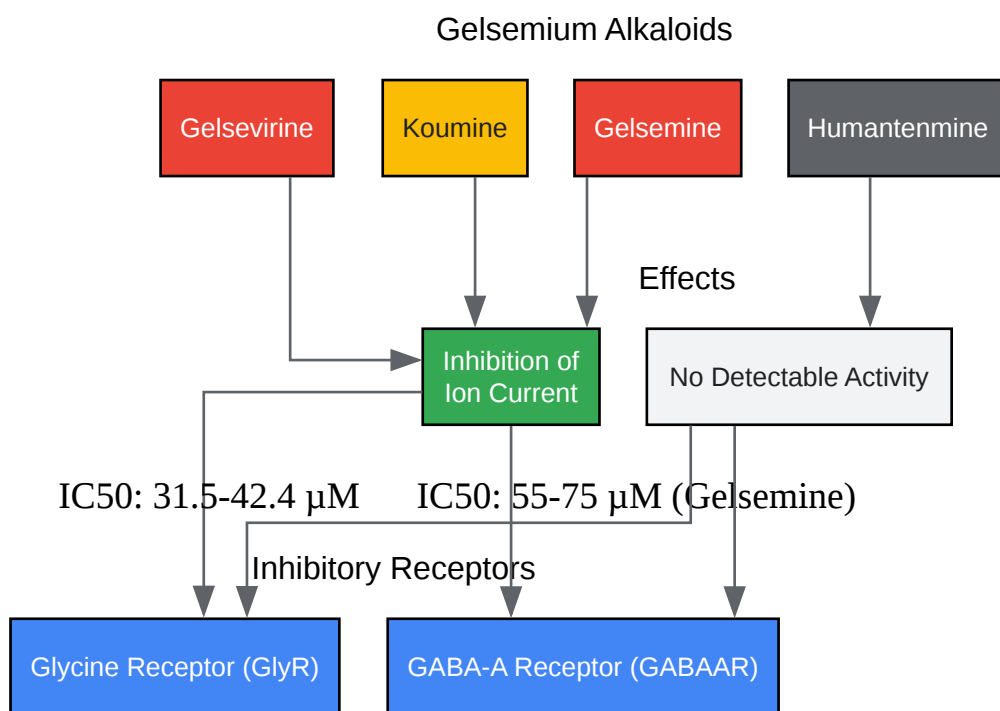 Gelsemium Alkaloids
Gelsevirine
Koumine
Gelsemine
Humantenmine
Effects
Inhibition of
Ion Current
No Detectable Activity
IC50: 31.5-42.4 µM
IC50: 55-75 µM (Gelsemine)
Inhibitory Receptors
Glycine Receptor (GlyR)
GABA-A Receptor (GABAAR)